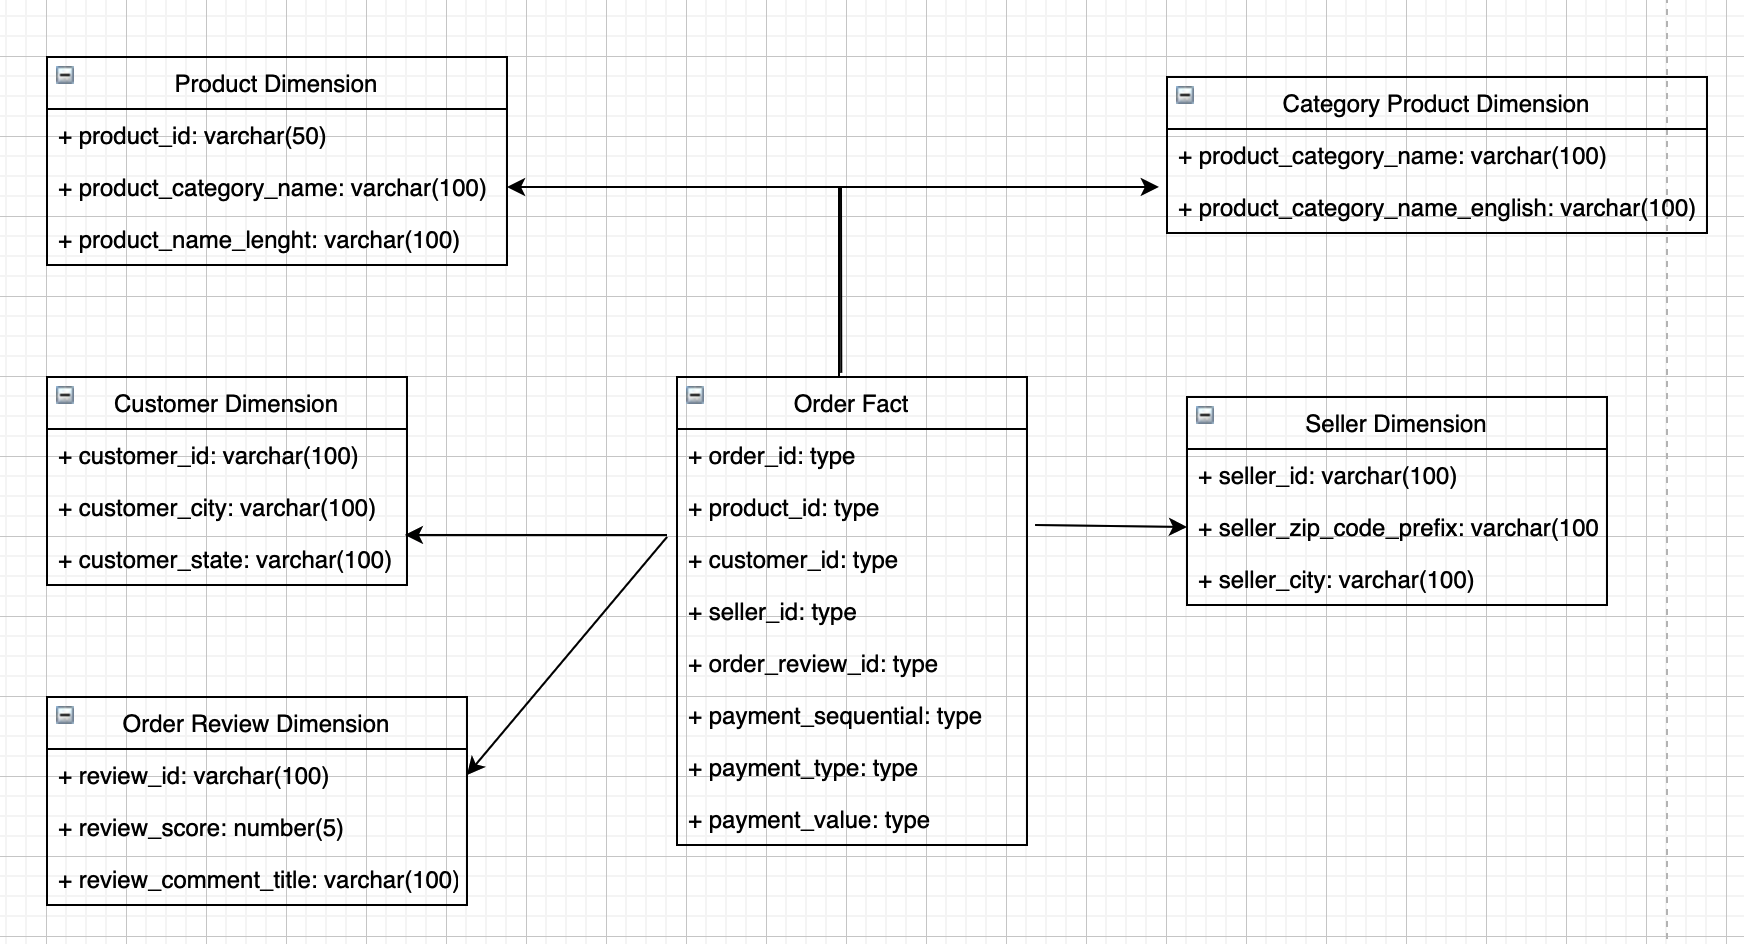 Product Dimension
+ product_id: varchar(50)
+ product_category_name: varchar(100)
+ product_name_lenght: varchar(100)
Category Product Dimension
+ product_category_name: varchar(100)
+ product_category_name_english: varchar(100)
Customer Dimension
+ customer_id: varchar(100)
+ customer_city: varchar(100)
+ customer_state: varchar(100)
Order Fact
+ order_id: type
+ product_id: type
+ customer_id: type
+ seller_id: type
+ order_review_id: type
+ payment_sequential: type
+ payment_type: type
+ payment_value: type
Seller Dimension
+ seller_id: varchar(100)
+ seller_zip_code_prefix: varchar(100
+ seller_city: varchar(100)
Order Review Dimension
+ review_id: varchar(100)
+ review_score: number(5)
+ review_comment_title: varchar(100)